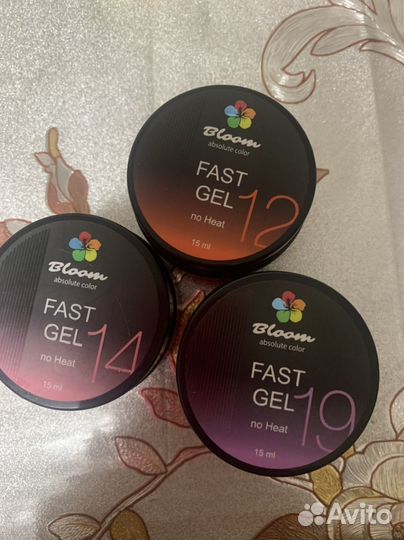 Bloom
absolute color
FAST
GEL 12
no Heat
15 ml
Bloom
absolute color
FAST
GEL 14
no Heat
15 ml
Bloom
absolute color
FAST
GEL 19
no Heat
15 ml
Avito